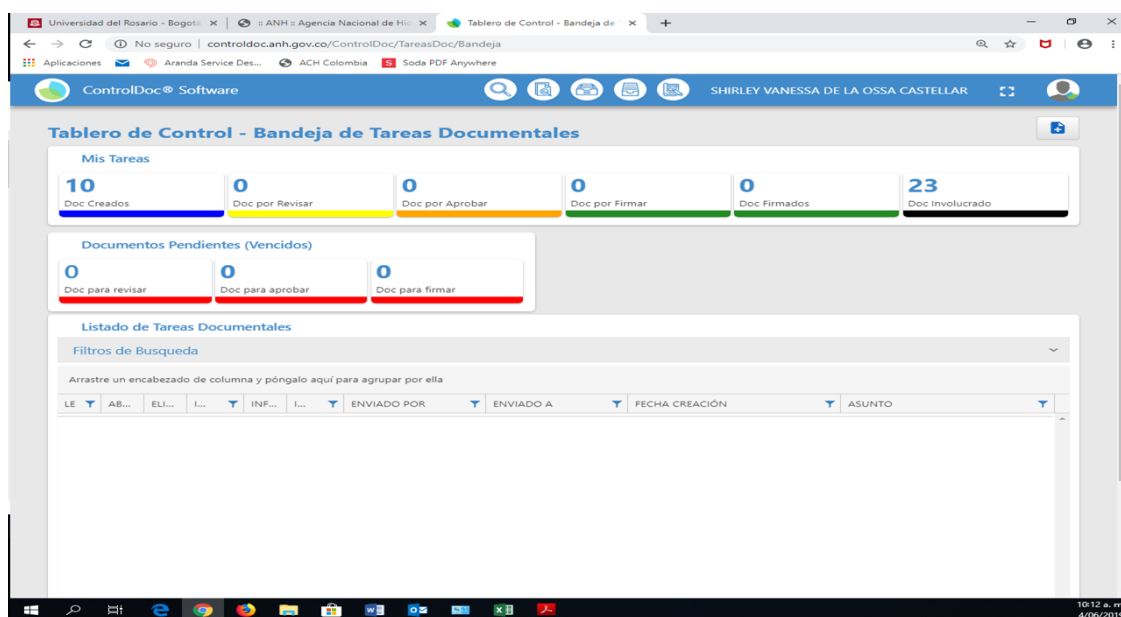 Universidad del Rosario - Bogotá
:: ANH :: Agencia Nacional de Hid
Tablero de Control - Bandeja de T
No seguro | controldoc.anh.gov.co/ControlDoc/TareasDoc/Bandeja
Aplicaciones Aranda Service Des... ACH Colombia Soda PDF Anywhere
ControlDoc® Software SHIRLEY VANESSA DE LA OSSA CASTELLAR
Tablero de Control - Bandeja de Tareas Documentales
Mis Tareas
10 0 0 0 0 23
Doc Creados Doc por Revisar Doc por Aprobar Doc por Firmar Doc Firmados Doc Involucrado
Documentos Pendientes (Vencidos)
0 0 0
Doc para revisar Doc para aprobar Doc para firmar
Listado de Tareas Documentales
Filtros de Busqueda
Arrastre un encabezado de columna y póngalo aquí para agrupar por ella
LE AB... ELI... I... INF... I... ENVIADO POR ENVIADO A FECHA CREACIÓN ASUNTO
10:12 a. m
4/06/2019